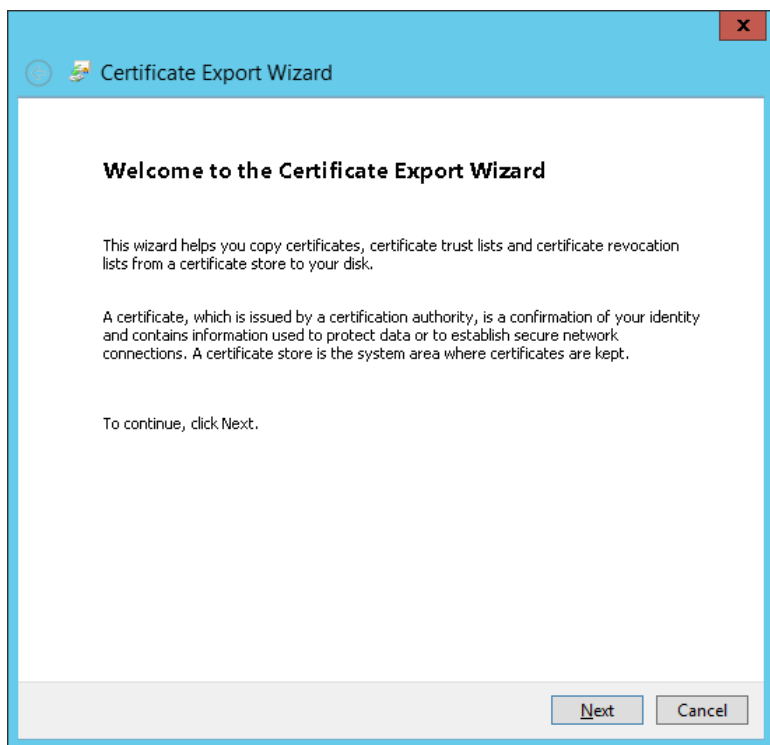 x
Certificate Export Wizard
Welcome to the Certificate Export Wizard
This wizard helps you copy certificates, certificate trust lists and certificate revocation
lists from a certificate store to your disk.
A certificate, which is issued by a certification authority, is a confirmation of your identity
and contains information used to protect data or to establish secure network
connections. A certificate store is the system area where certificates are kept.
To continue, click Next.
Next Cancel